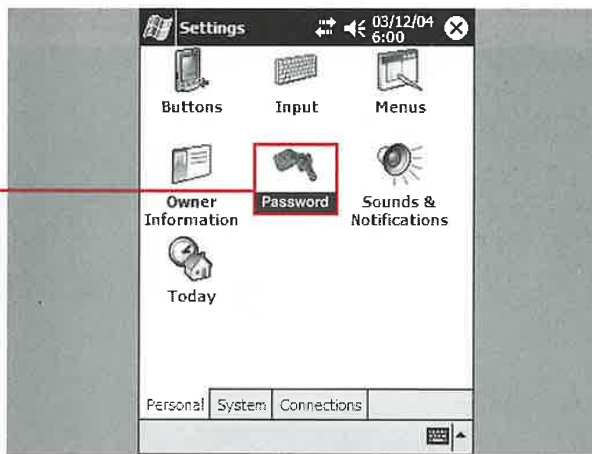 Settings
03/12/04
6:00
Buttons
Input
Menus
Owner
Information
Password
Sounds &
Notifications
Today
Personal
System
Connections